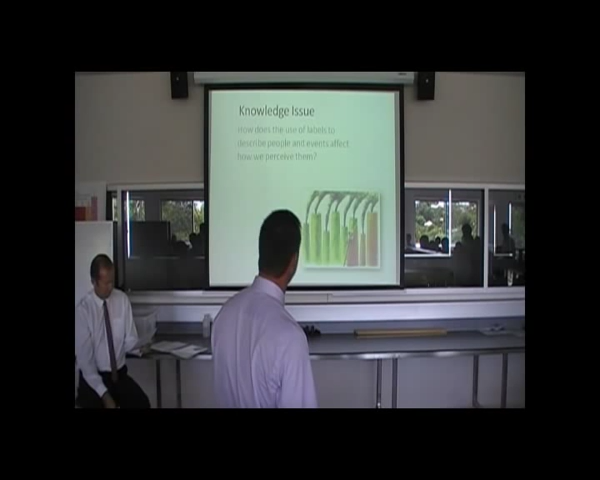 Knowledge Issue
How does the use of labels to
describe people and events affect
how we perceive them?